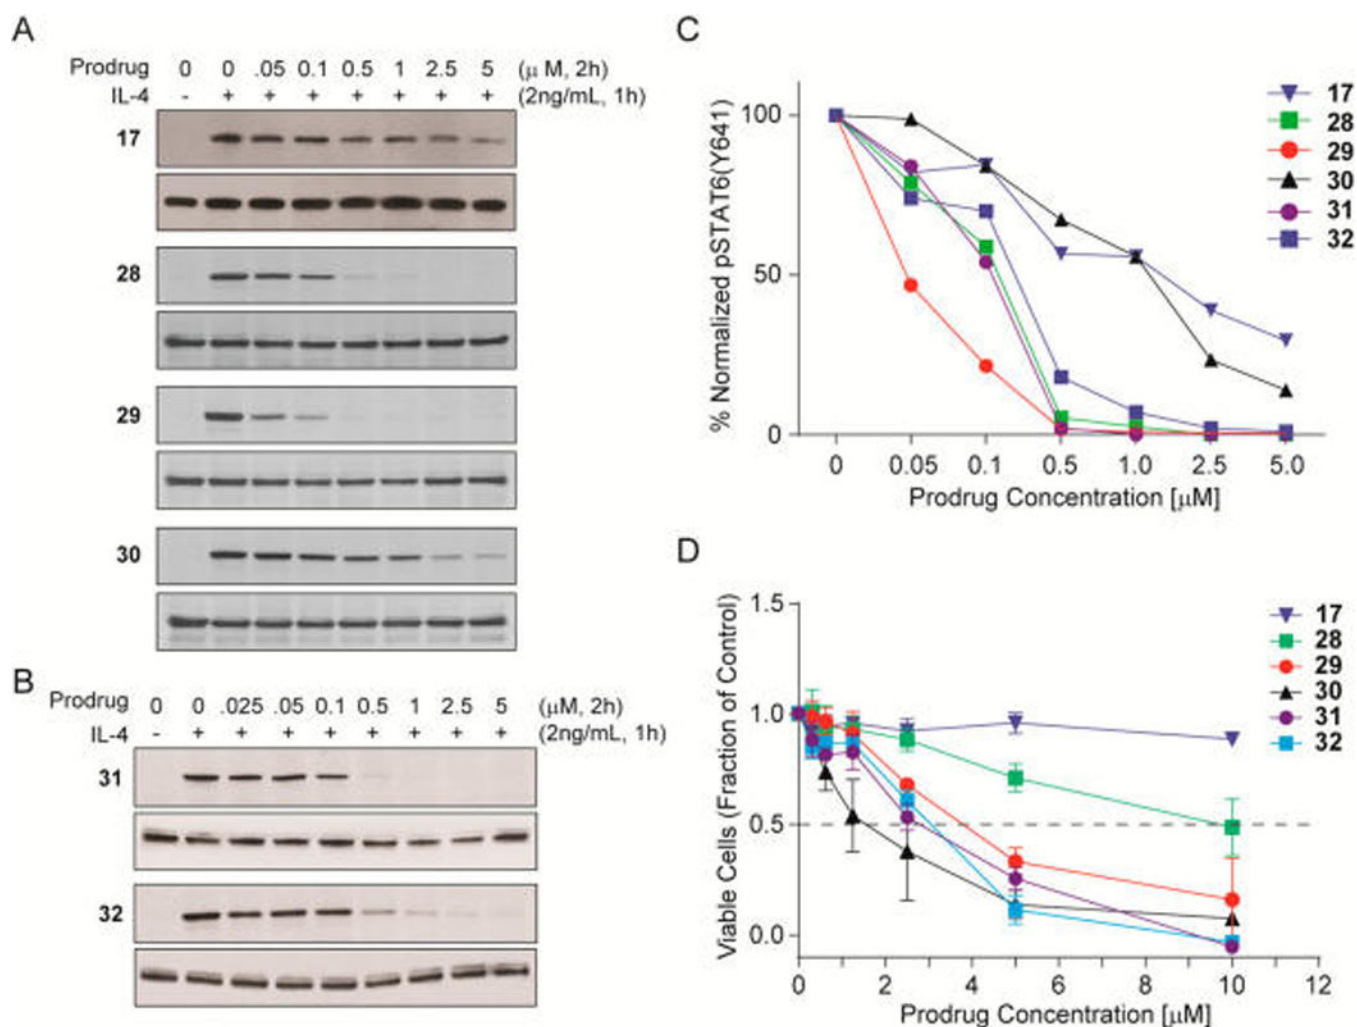 A
Prodrug 0 0 .05 0.1 0.5 1 2.5 5 (μ M, 2h)
IL-4 - + + + + + + + (2ng/mL, 1h)
17
28
29
30
B
Prodrug 0 0 .025 .05 0.1 0.5 1 2.5 5 (μM, 2h)
IL-4 - + + + + + + + + (2ng/mL, 1h)
31
32
C
% Normalized pSTAT6(Y641)
100
50
0
0 0.05 0.1 0.5 1.0 2.5 5.0
Prodrug Concentration [μM]
17
28
29
30
31
32
D
Viable Cells (Fraction of Control)
1.5
1.0
0.5
0.0
0 2 4 6 8 10 12
Prodrug Concentration [μM]
17
28
29
30
31
32